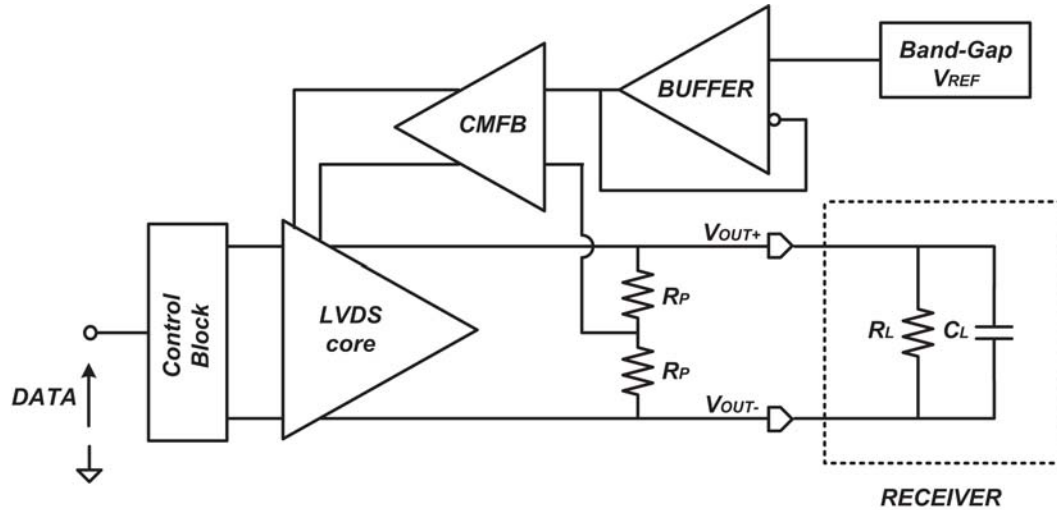 Band-Gap
VREF
BUFFER
CMFB
VOUT+
Control
Block
LVDS
core
RP
RP
RL
CL
DATA
VOUT-
RECEIVER